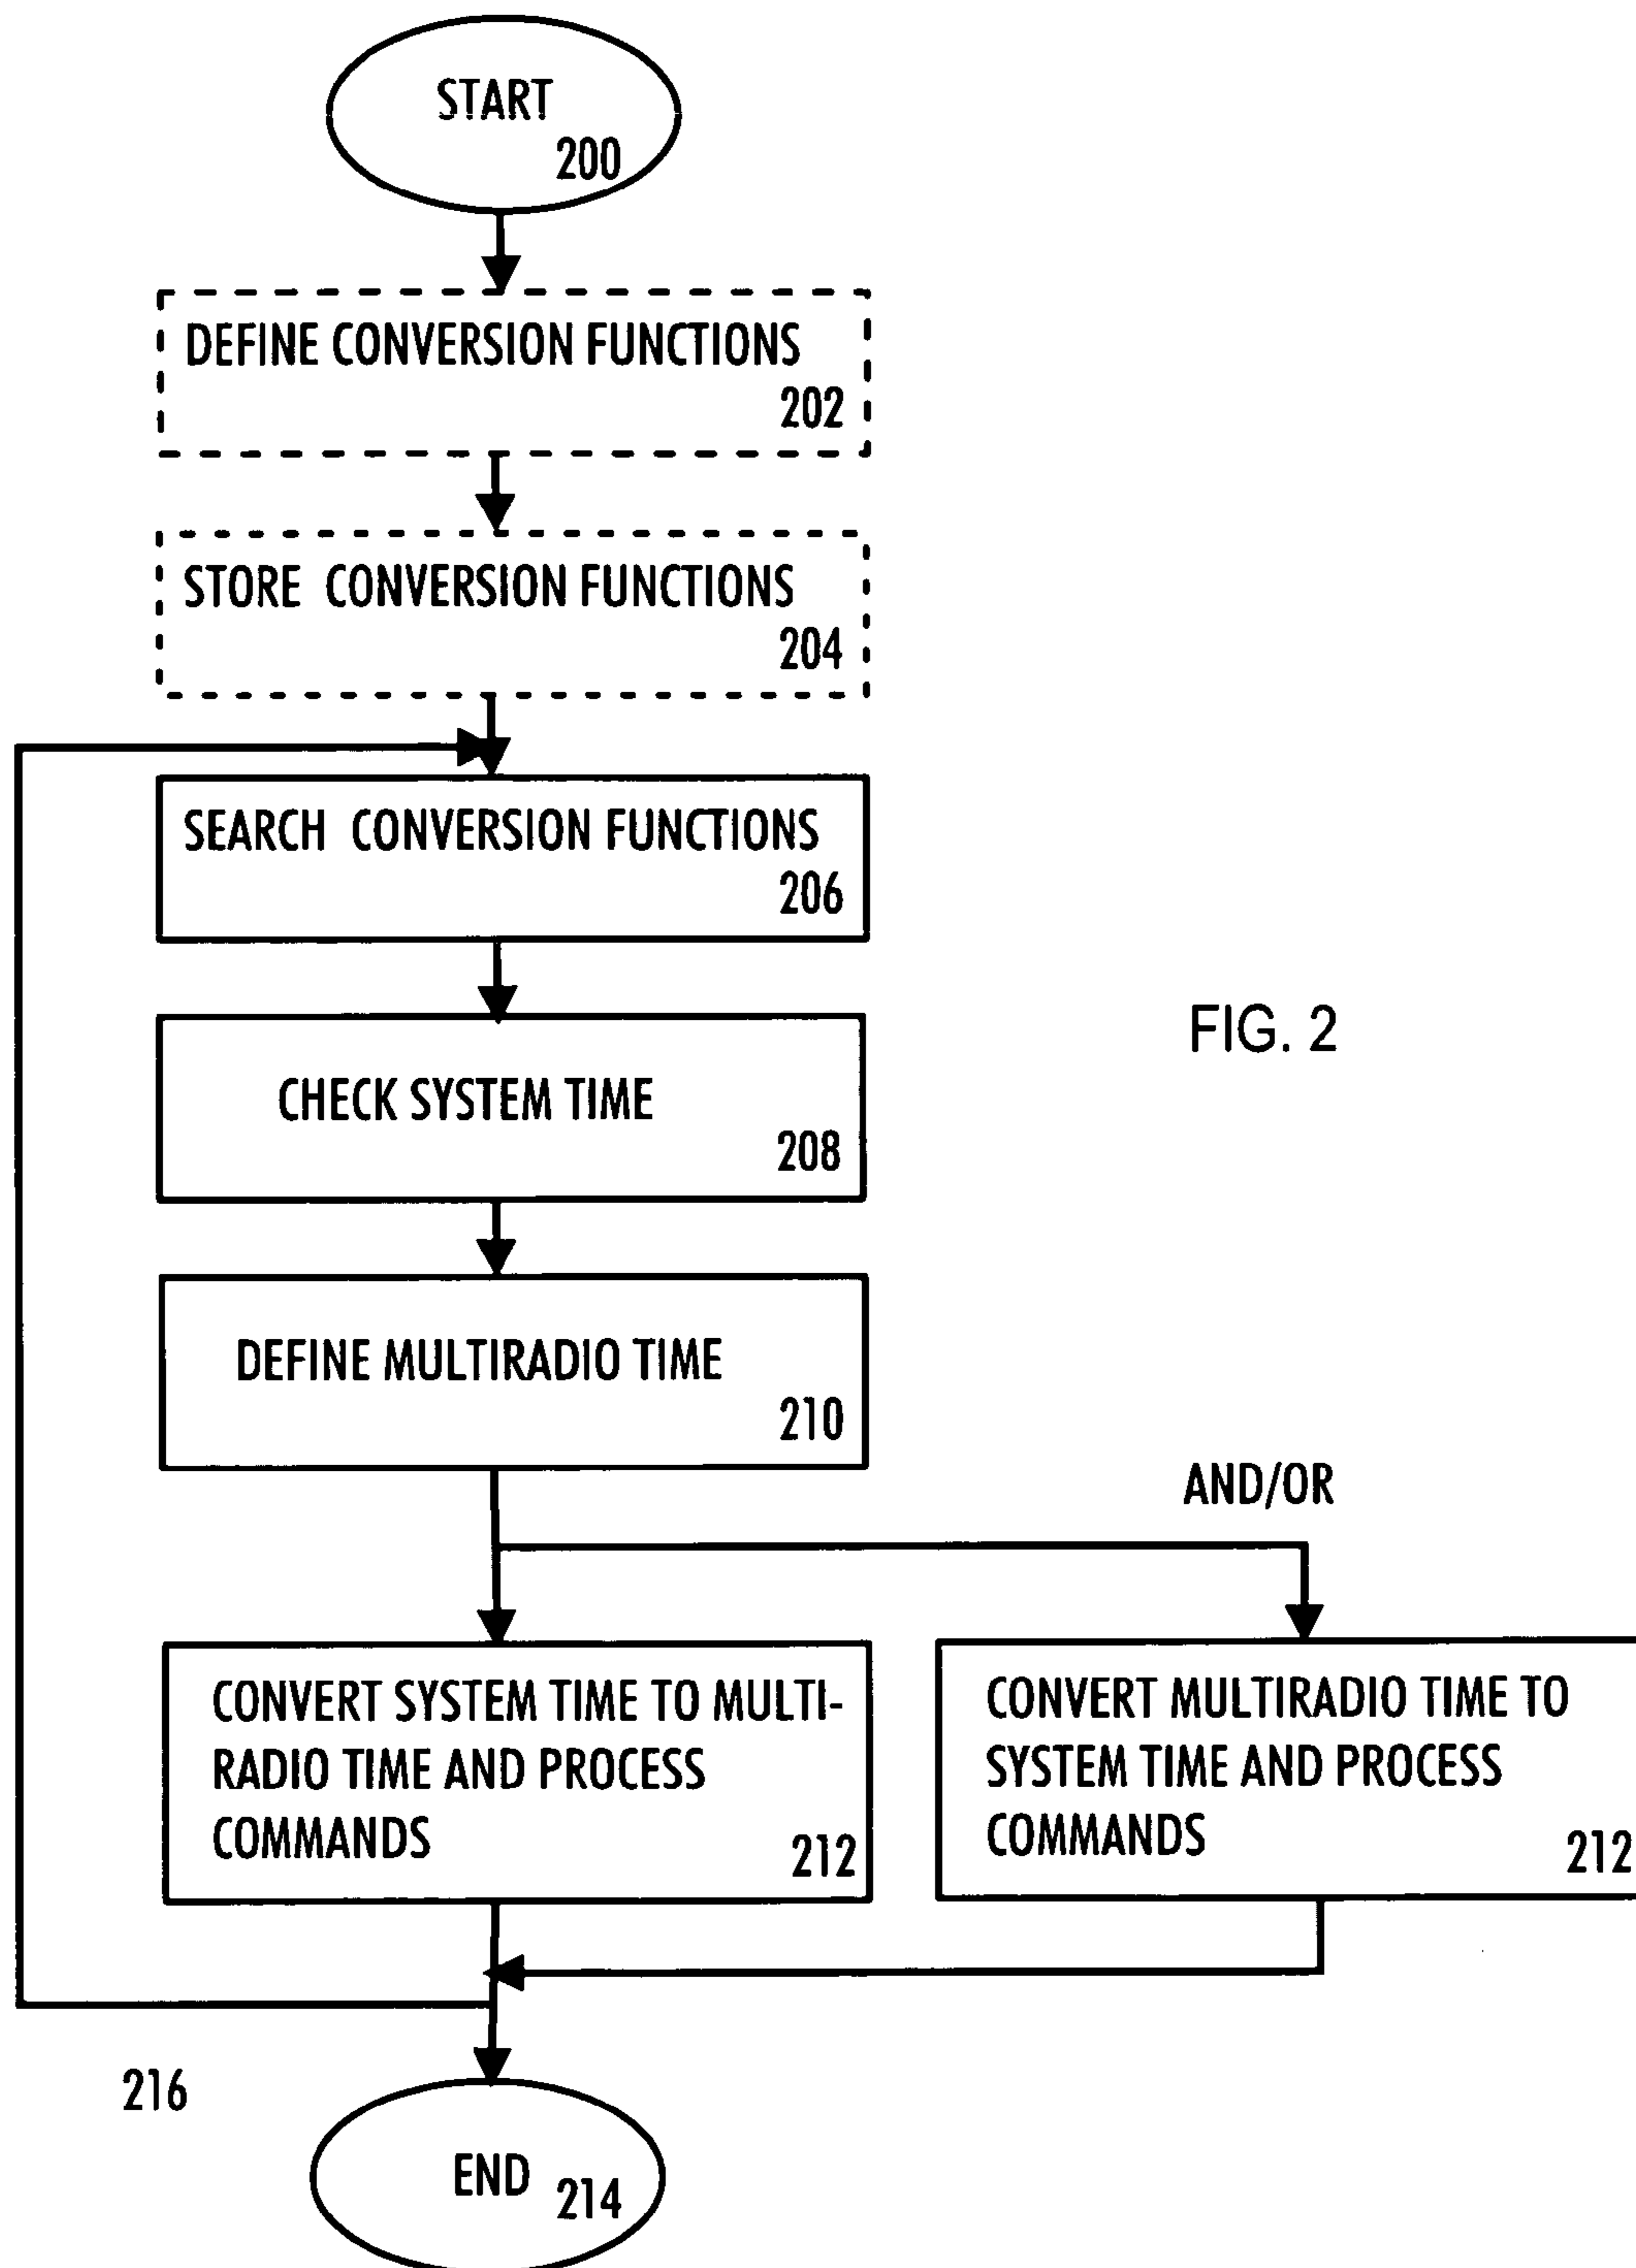 START
200
DEFINE CONVERSION FUNCTIONS
202
STORE CONVERSION FUNCTIONS
204
SEARCH CONVERSION FUNCTIONS
206
CHECK SYSTEM TIME
208
FIG. 2
DEFINE MULTIRADIO TIME
210
AND/OR
CONVERT SYSTEM TIME TO MULTI-
RADIO TIME AND PROCESS
COMMANDS
212
CONVERT MULTIRADIO TIME TO
SYSTEM TIME AND PROCESS
COMMANDS
212
216
END
214